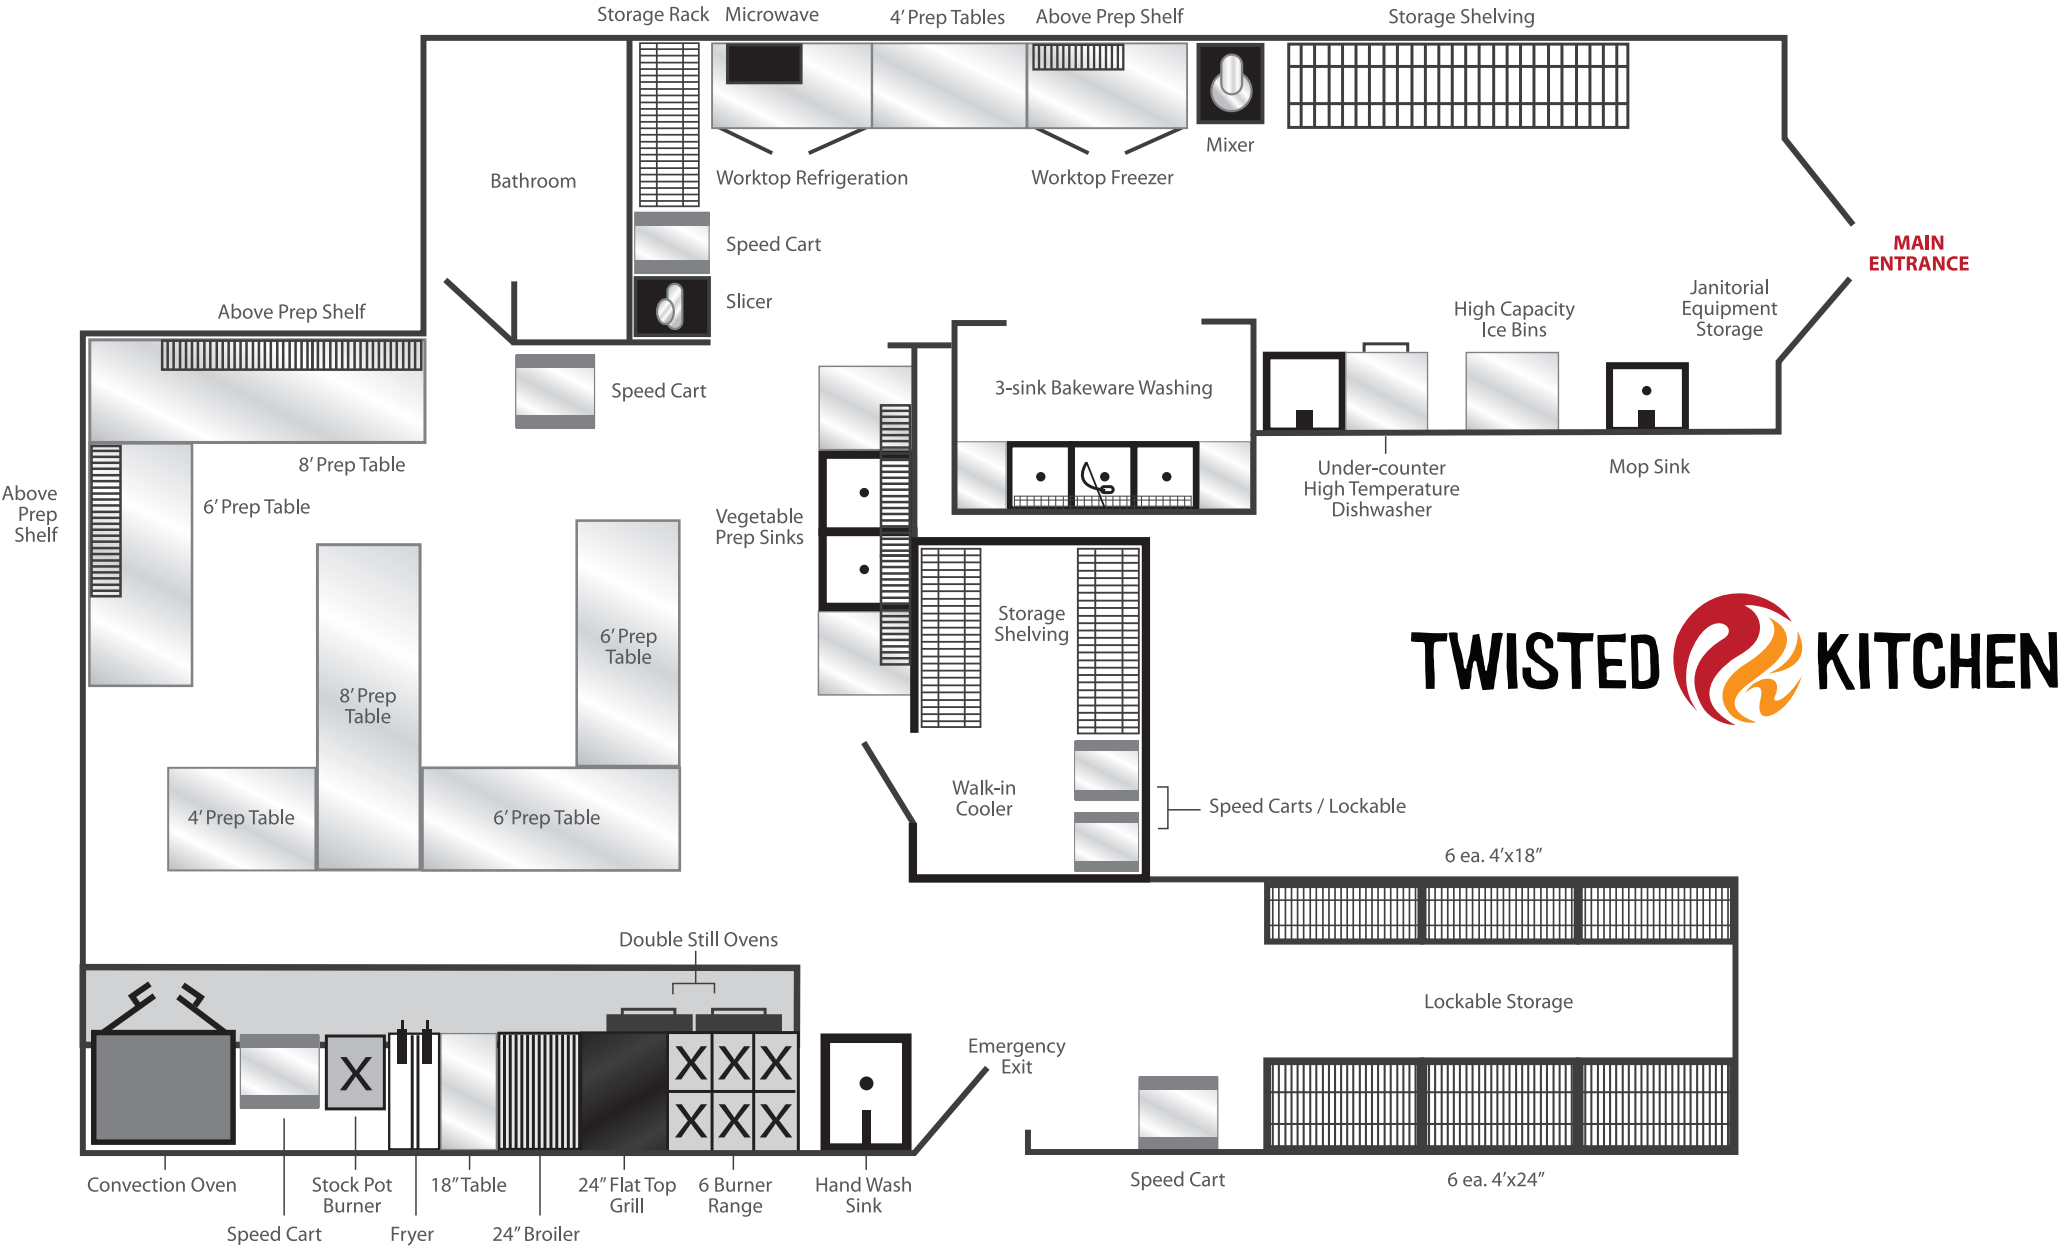 Storage Rack
Microwave
4’ Prep Tables
Above Prep Shelf
Storage Shelving
Mixer
Bathroom
Worktop Refrigeration
Worktop Freezer
Speed Cart
MAIN
ENTRANCE
Slicer
Janitorial
Equipment
Storage
High Capacity
Ice Bins
Above Prep Shelf
Speed Cart
3-sink Bakeware Washing
8’ Prep Table
Under-counter
High Temperature
Dishwasher
Mop Sink
Above
Prep
Shelf
6’ Prep Table
Vegetable
Prep Sinks
Storage
Shelving
6’ Prep
Table
TWISTED KITCHEN
8’ Prep
Table
Walk-in
Cooler
Speed Carts / Lockable
4’ Prep Table
6’ Prep Table
6 ea. 4’x18”
Double Still Ovens
Lockable Storage
Emergency
Exit
X
X X X
X X X
Convection Oven
Speed Cart
Stock Pot
Burner
Fryer
18” Table
24” Broiler
24” Flat Top
Grill
6 Burner
Range
Hand Wash
Sink
Speed Cart
6 ea. 4’x24”